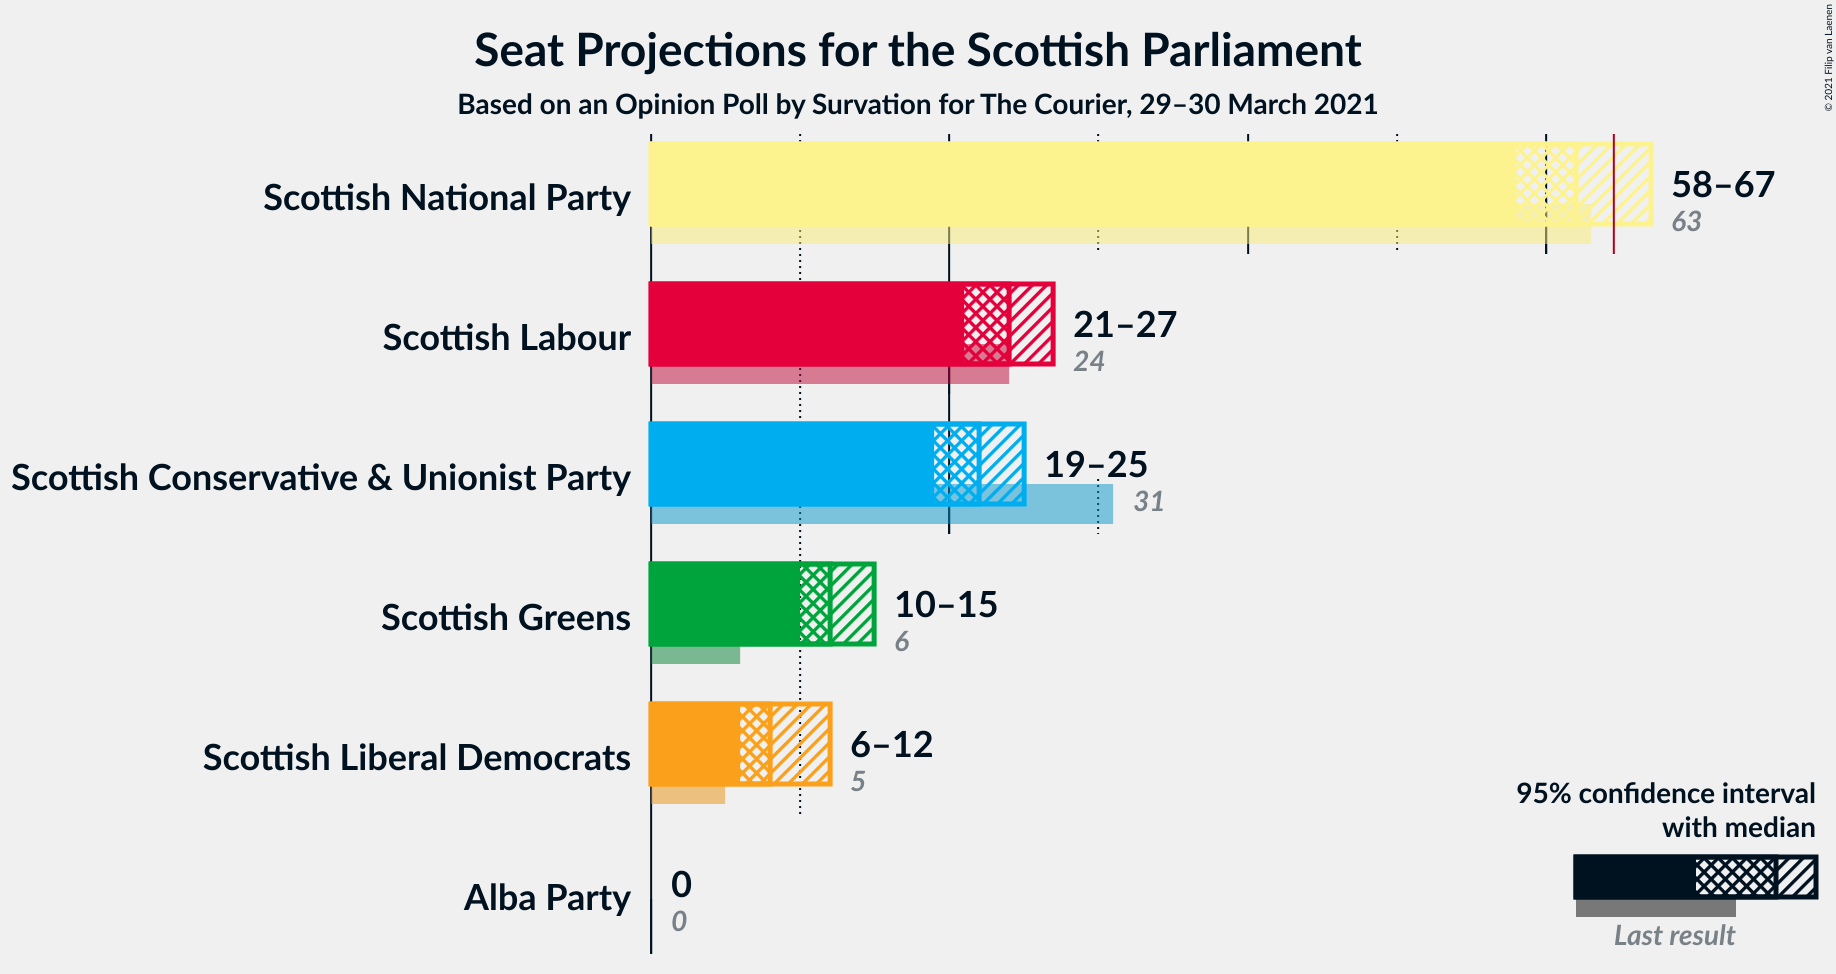 Seat Projections for the Scottish Parliament
Based on an Opinion Poll by Survation for The Courier, 29–30 March 2021
© 2021 Filip van Laenen
Scottish National Party
58–67
63
Scottish Labour
21–27
24
Scottish Conservative & Unionist Party
19–25
31
Scottish Greens
10–15
6
Scottish Liberal Democrats
6–12
5
Alba Party
0
0
95% confidence interval
with median
Last result